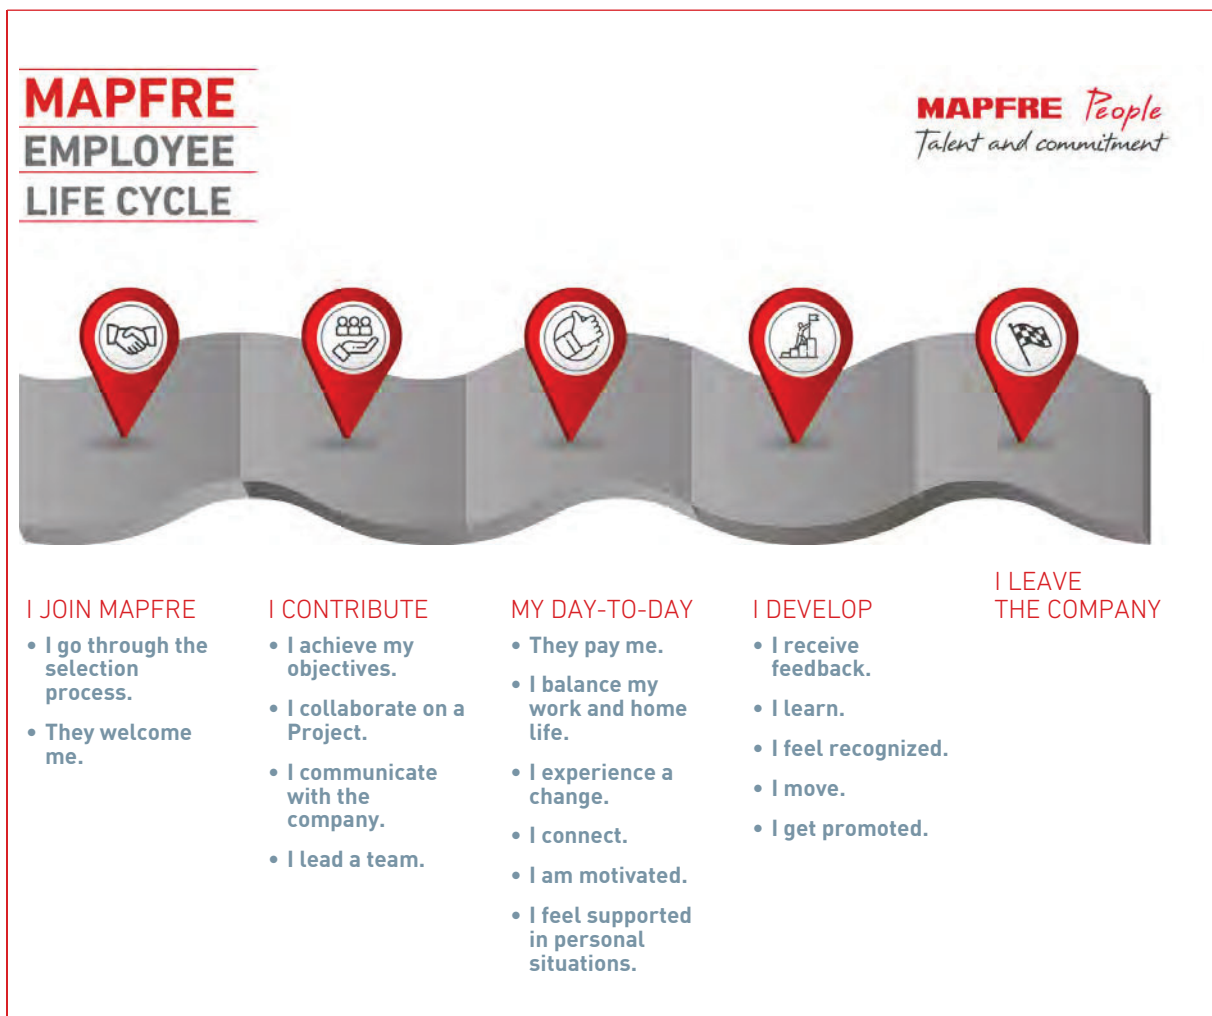 MAPFRE
EMPLOYEE
LIFE CYCLE
MAPFRE People
Talent and commitment
I JOIN MAPFRE
• I go through the
selection
process.
• They welcome
me.
I CONTRIBUTE
• I achieve my
objectives.
• I collaborate on a
Project.
• I communicate
with the
company.
• I lead a team.
MY DAY-TO-DAY
• They pay me.
• I balance my
work and home
life.
• I experience a
change.
• I connect.
• I am motivated.
• I feel supported
in personal
situations.
I DEVELOP
• I receive
feedback.
• I learn.
• I feel recognized.
• I move.
• I get promoted.
I LEAVE
THE COMPANY